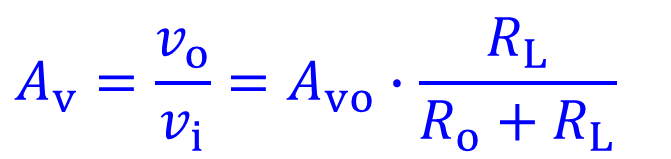 A_v = v_o / v_i = A_vo · R_L / (R_o + R_L)